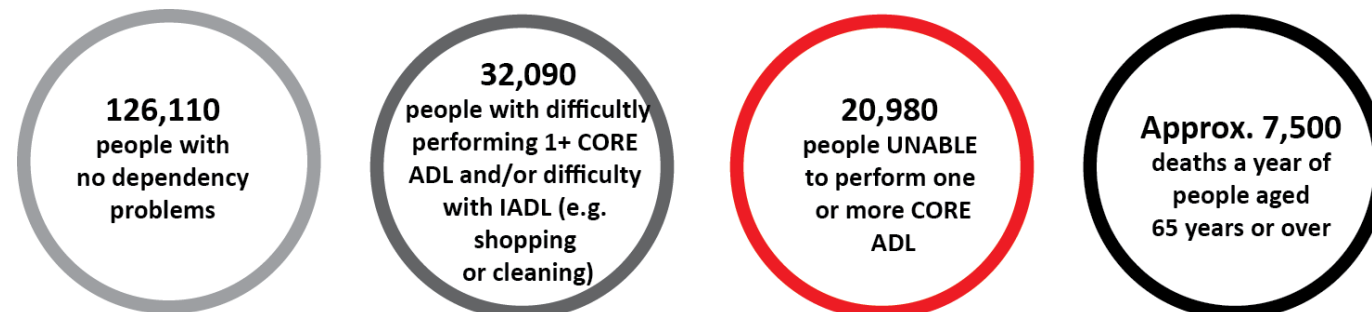 126,110
people with
no dependency
problems
32,090
people with difficultly
performing 1+ CORE
ADL and/or difficulty
with IADL (e.g.
shopping
or cleaning)
20,980
people UNABLE
to perform one
or more CORE
ADL
Approx. 7,500
deaths a year of
people aged
65 years or over